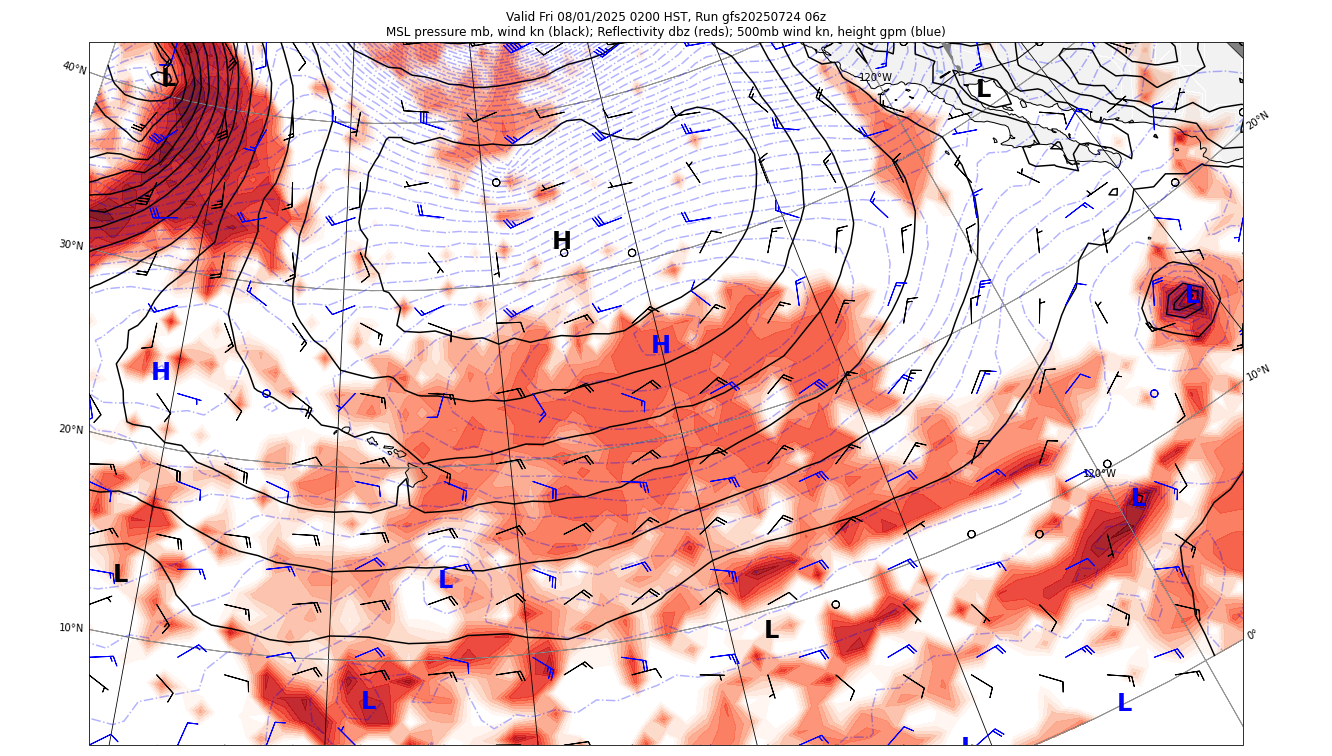 Valid Fri 08/01/2025 0200 HST, Run gfs20250724 06z
MSL pressure mb, wind kn (black); Reflectivity dbz (reds); 500mb wind kn, height gpm (blue)
40°N
L
120°W
L
20°N
H
30°N
L
H
H
10°N
20°N
120°W
L
L
L
10°N
L
0°
L
L
L